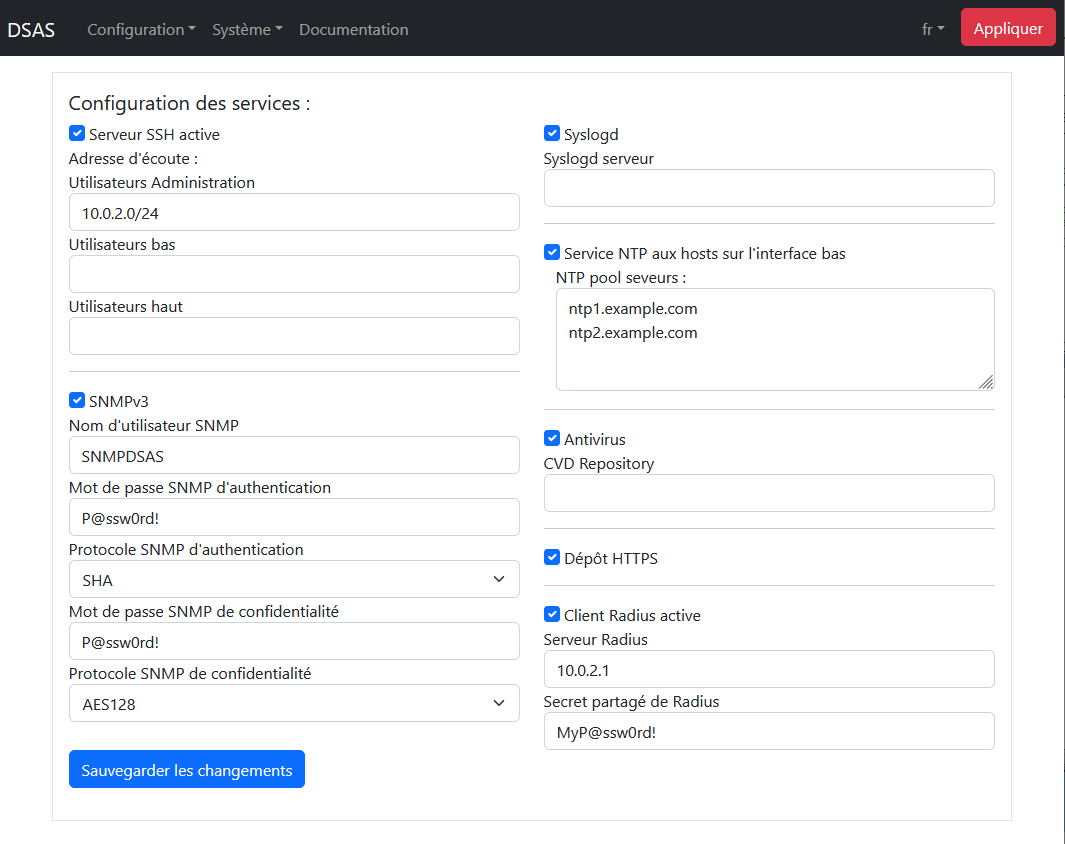 DSAS Configuration Système Documentation fr Appliquer
Configuration des services :
Serveur SSH active
Adresse d'écoute :
Utilisateurs Administration
10.0.2.0/24
Utilisateurs bas
Utilisateurs haut
SNMPv3
Nom d'utilisateur SNMP
SNMPDSAS
Mot de passe SNMP d'authentication
P@ssw0rd!
Protocole SNMP d'authentication
SHA
Mot de passe SNMP de confidentialité
P@ssw0rd!
Protocole SNMP de confidentialité
AES128
Sauvegarder les changements
Syslogd
Syslogd serveur
Service NTP aux hosts sur l'interface bas
NTP pool seveurs :
ntp1.example.com
ntp2.example.com
Antivirus
CVD Repository
Dépôt HTTPS
Client Radius active
Serveur Radius
10.0.2.1
Secret partagé de Radius
MyP@ssw0rd!